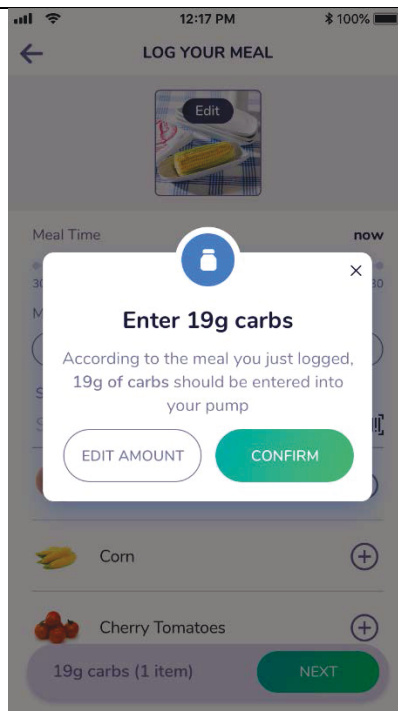 12:17 PM
100%
LOG YOUR MEAL
Edit
Meal Time
now
30
30
M
Enter 19g carbs
According to the meal you just logged,
19g of carbs should be entered into
your pump
S
S
EDIT AMOUNT
CONFIRM
Corn
Cherry Tomatoes
19g carbs (1 item)
NEXT